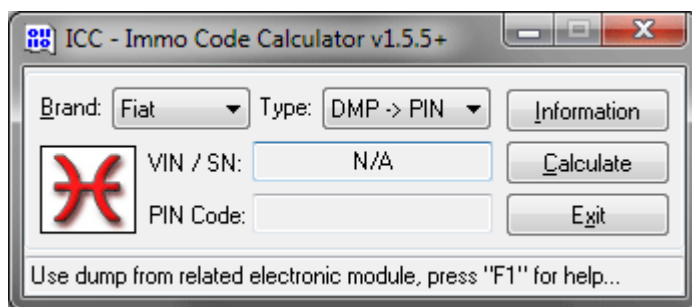 ICC - Immo Code Calculator v1.5.5+
Brand: Fiat Type: DMP -> PIN Information
VIN / SN: N/A Calculate
PIN Code: Exit
Use dump from related electronic module, press "F1" for help...